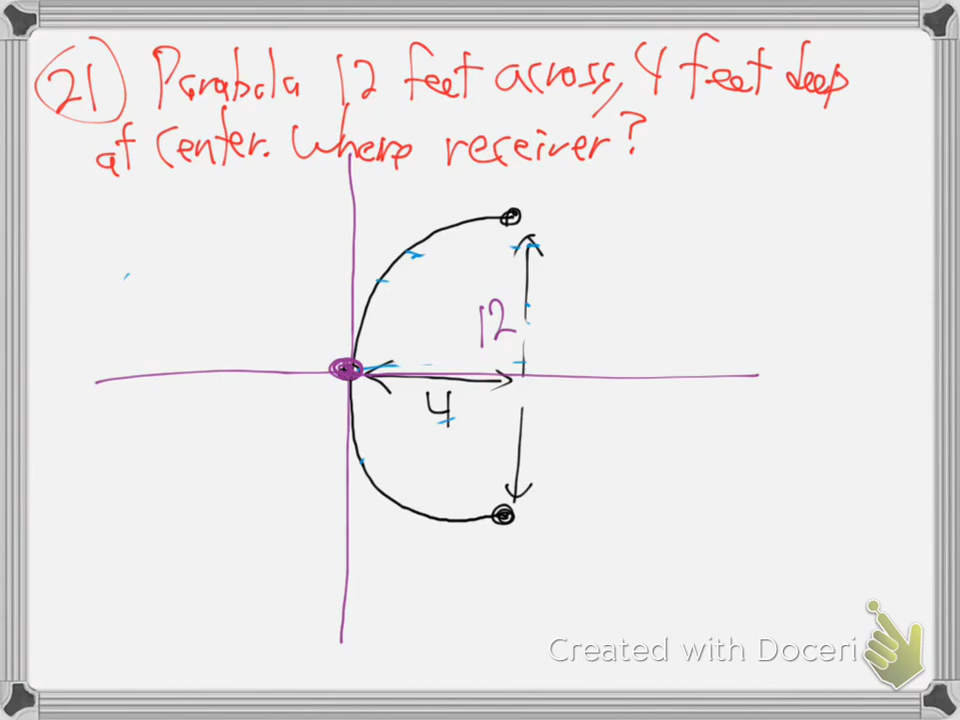 21 Parabola 12 feet across, 4 feet deep
at center. Where receiver?
12
4
Created with Doceri